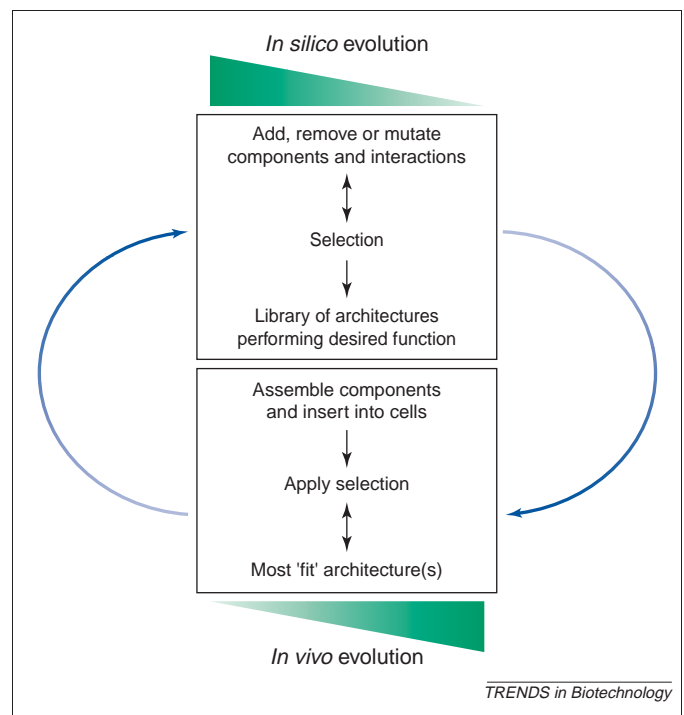 In silico evolution
Add, remove or mutate
components and interactions
Selection
Library of architectures
performing desired function
Assemble components
and insert into cells
Apply selection
Most 'fit' architecture(s)
In vivo evolution
TRENDS in Biotechnology